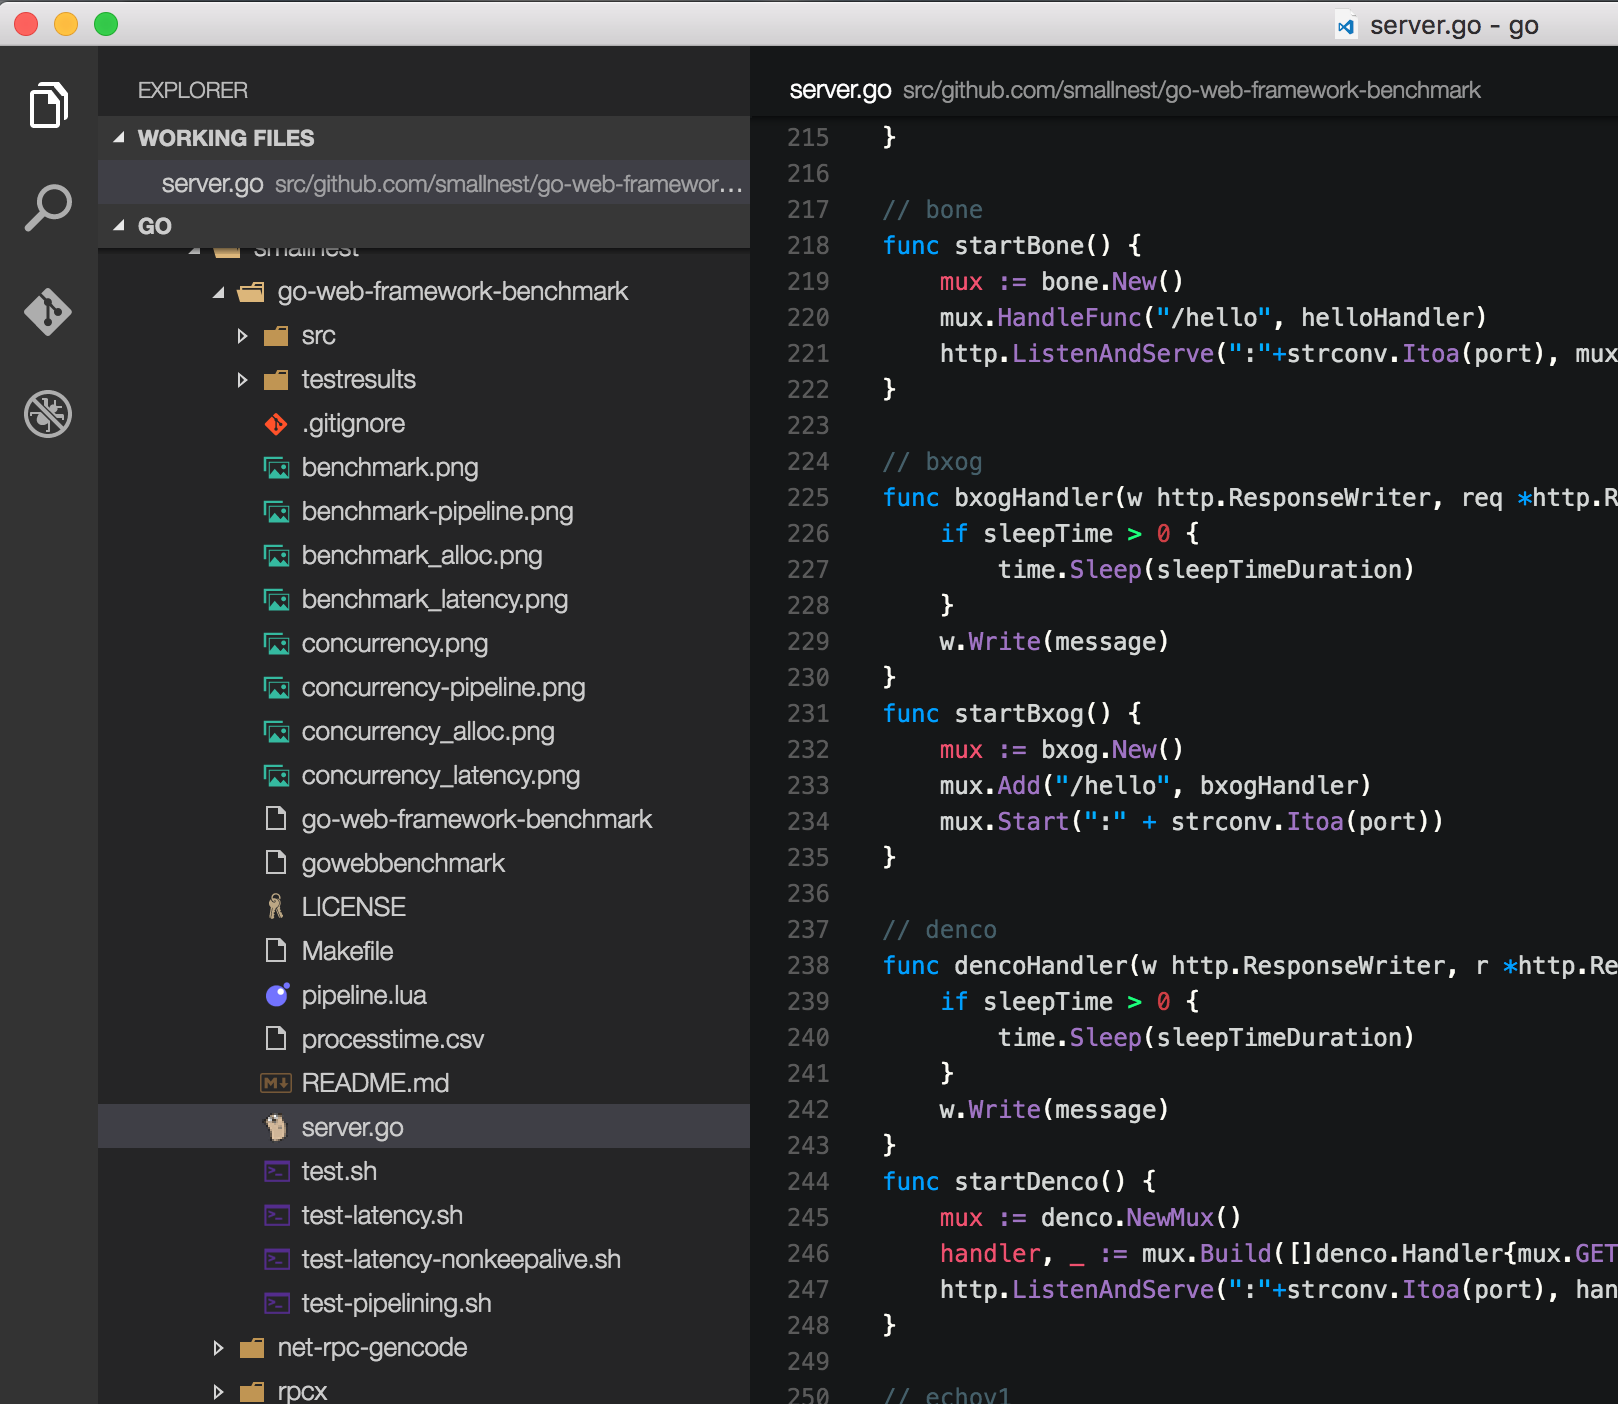 server.go - go
EXPLORER
WORKING FILES
server.go src/github.com/smallnest/go-web-framewor...
GO
smallnest
go-web-framework-benchmark
src
testresults
.gitignore
benchmark.png
benchmark-pipeline.png
benchmark_alloc.png
benchmark_latency.png
concurrency.png
concurrency-pipeline.png
concurrency_alloc.png
concurrency_latency.png
go-web-framework-benchmark
gowebbenchmark
LICENSE
Makefile
pipeline.lua
processtime.csv
M↓ README.md
server.go
>_ test.sh
>_ test-latency.sh
>_ test-latency-nonkeepalive.sh
>_ test-pipelining.sh
net-rpc-gencode
rpcx
server.go src/github.com/smallnest/go-web-framework-benchmark
215 }
216
217 // bone
218 func startBone() {
219 mux := bone.New()
220 mux.HandleFunc("/hello", helloHandler)
221 http.ListenAndServe(":"+strconv.Itoa(port), mux
222 }
223
224 // bxog
225 func bxogHandler(w http.ResponseWriter, req *http.R
226 if sleepTime > 0 {
227 time.Sleep(sleepTimeDuration)
228 }
229 w.Write(message)
230 }
231 func startBxog() {
232 mux := bxog.New()
233 mux.Add("/hello", bxogHandler)
234 mux.Start(":" + strconv.Itoa(port))
235 }
236
237 // denco
238 func dencoHandler(w http.ResponseWriter, r *http.Re
239 if sleepTime > 0 {
240 time.Sleep(sleepTimeDuration)
241 }
242 w.Write(message)
243 }
244 func startDenco() {
245 mux := denco.NewMux()
246 handler, _ := mux.Build([]denco.Handler{mux.GET
247 http.ListenAndServe(":"+strconv.Itoa(port), han
248 }
249
250 // echov1